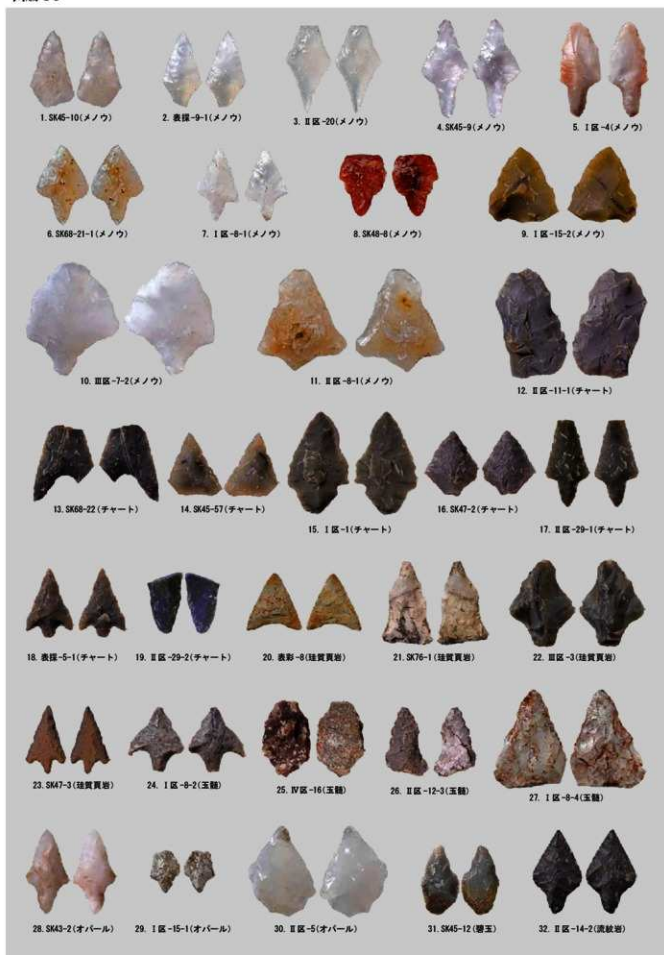 1. SK45-10(メノウ)
2. 表採-9-1(メノウ)
3. Ⅱ区-20(メノウ)
4. SK45-9(メノウ)
5. Ⅰ区-4(メノウ)
6. SK68-21-1(メノウ)
7. Ⅰ区-8-1(メノウ)
8. SK48-8(メノウ)
9. Ⅰ区-15-2(メノウ)
10. Ⅲ区-7-2(メノウ)
11. Ⅱ区-8-1(メノウ)
12. Ⅱ区-11-1(チャート)
13. SK68-22(チャート)
14. SK45-57(チャート)
15. Ⅰ区-1(チャート)
16. SK47-2(チャート)
17. Ⅱ区-29-1(チャート)
18. 表採-5-1(チャート)
19. Ⅱ区-29-2(チャート)
20. 表彩-8(珪質頁岩)
21. SK76-1(珪質頁岩)
22. Ⅲ区-3(珪質頁岩)
23. SK47-3(珪質頁岩)
24. Ⅰ区-8-2(玉髄)
25. Ⅳ区-16(玉髄)
26. Ⅱ区-12-3(玉髄)
27. Ⅰ区-8-4(玉髄)
28. SK43-2(オパール)
29. Ⅰ区-15-1(オパール)
30. Ⅱ区-5(オパール)
31. SK45-12(碧玉)
32. Ⅱ区-14-2(流紋岩)